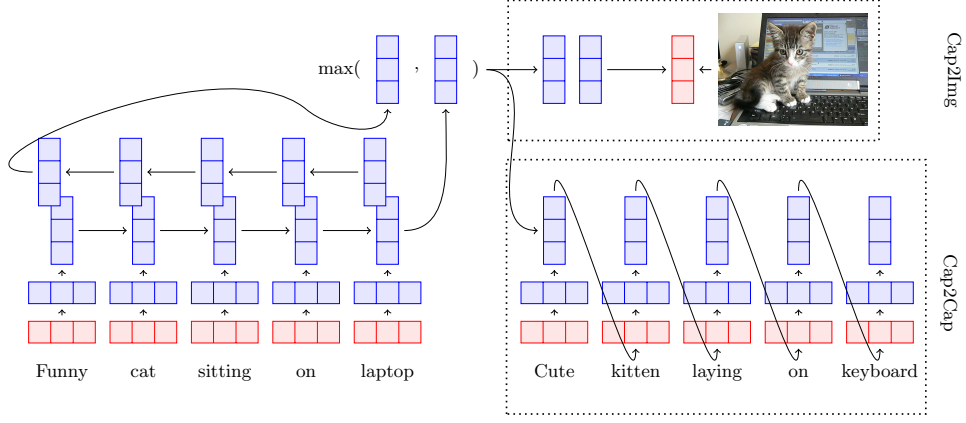 max( , )
Cap2Img
Funny cat sitting on laptop
Cute kitten laying on keyboard
Cap2Cap